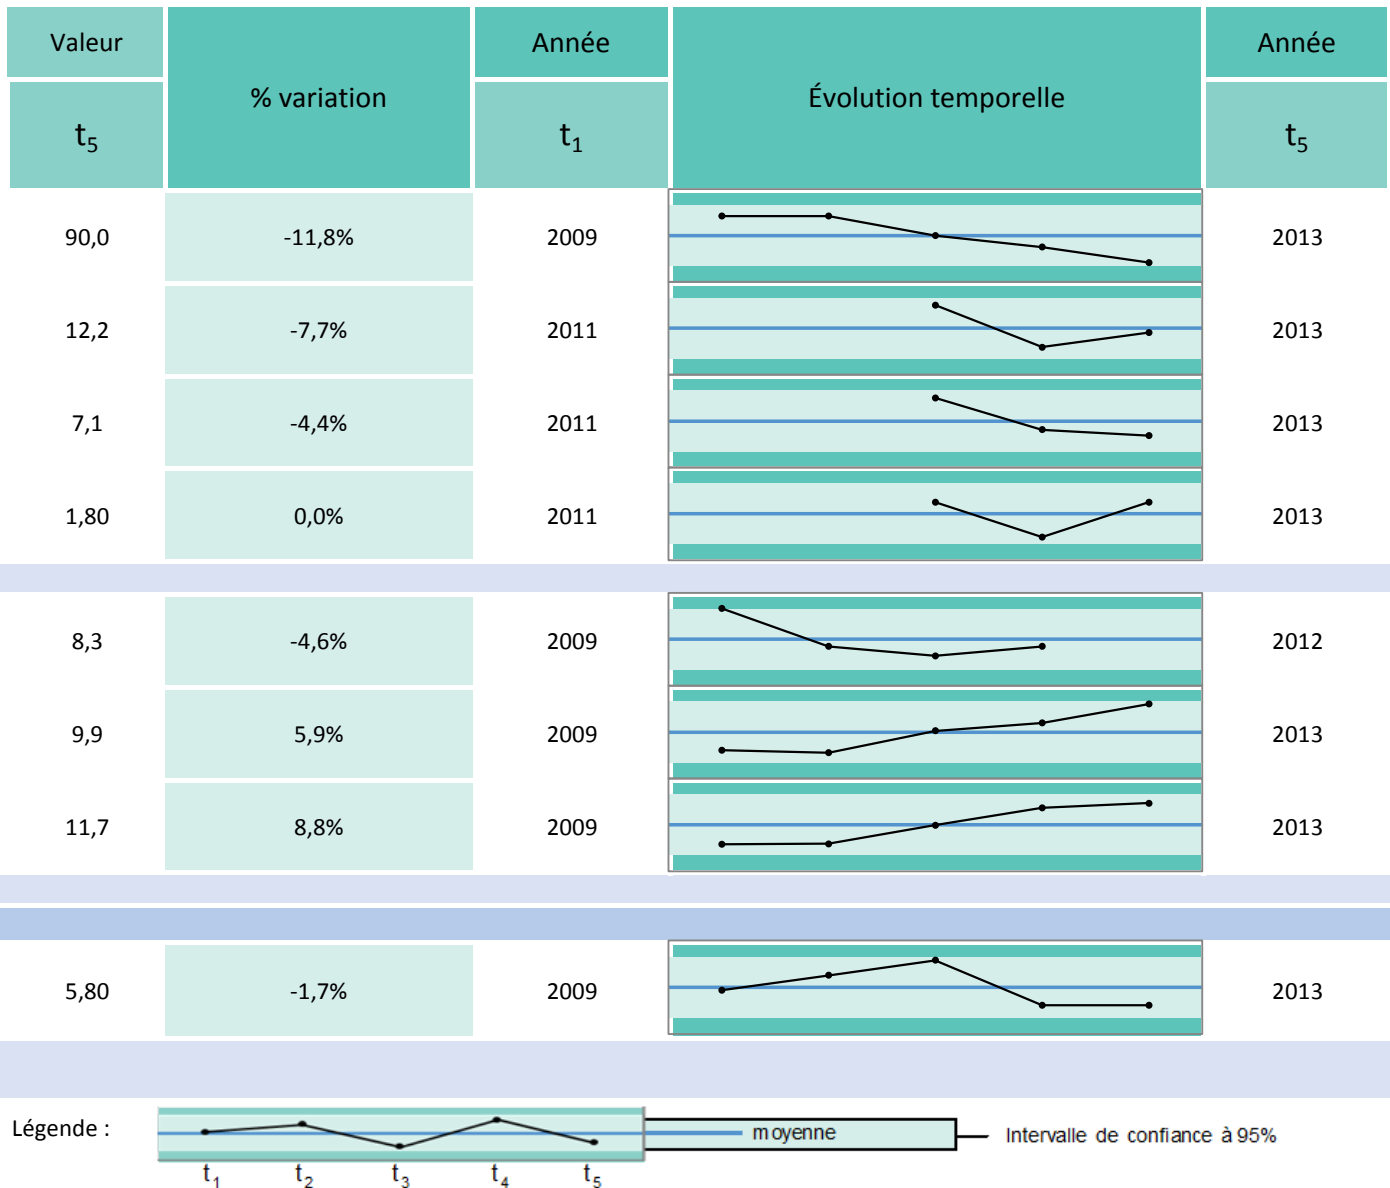 Valeur % variation Année Évolution temporelle Année
t₅ t₁ t₅
90,0 -11,8% 2009 2013
12,2 -7,7% 2011 2013
7,1 -4,4% 2011 2013
1,80 0,0% 2011 2013
8,3 -4,6% 2009 2012
9,9 5,9% 2009 2013
11,7 8,8% 2009 2013
5,80 -1,7% 2009 2013
Légende : moyenne Intervalle de confiance à 95%
t₁ t₂ t₃ t₄ t₅